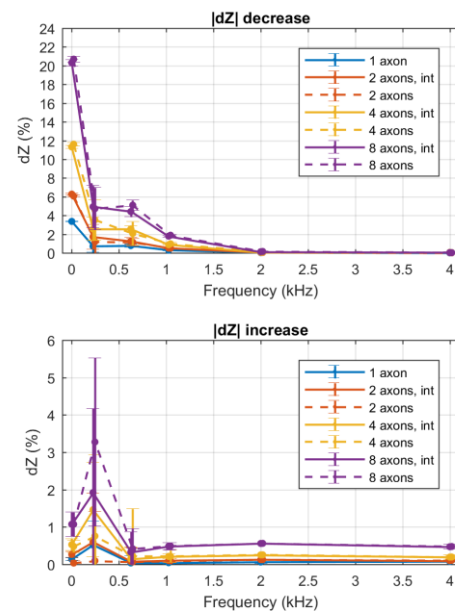 |dZ| decrease
24
22
20
18
16
14
12
10
8
6
4
2
0
dZ (%)
1 axon
2 axons, int
2 axons
4 axons, int
4 axons
8 axons, int
8 axons
0 0.5 1 1.5 2 2.5 3 3.5 4
Frequency (kHz)
|dZ| increase
6
5
4
3
2
1
0
dZ (%)
1 axon
2 axons, int
2 axons
4 axons, int
4 axons
8 axons, int
8 axons
0 0.5 1 1.5 2 2.5 3 3.5 4
Frequency (kHz)